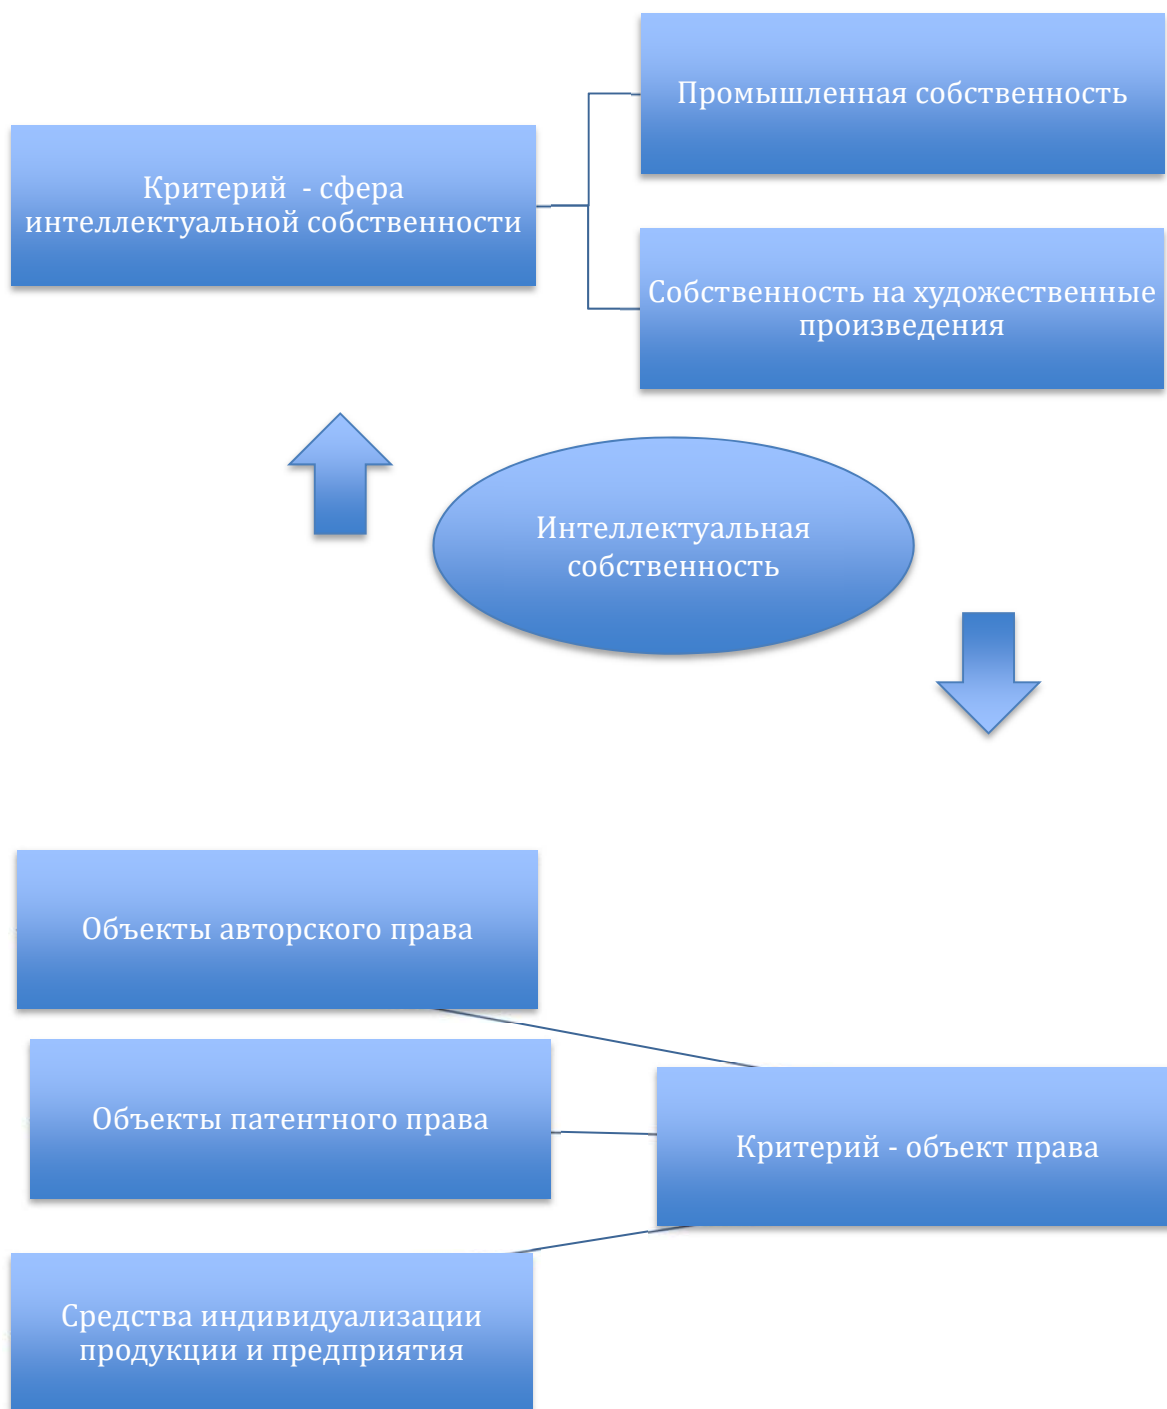 Промышленная собственность
Критерий - сфера
интеллектуальной собственности
Собственность на художественные
произведения
Интеллектуальная
собственность
Объекты авторского права
Объекты патентного права
Критерий - объект права
Средства индивидуализации
продукции и предприятия